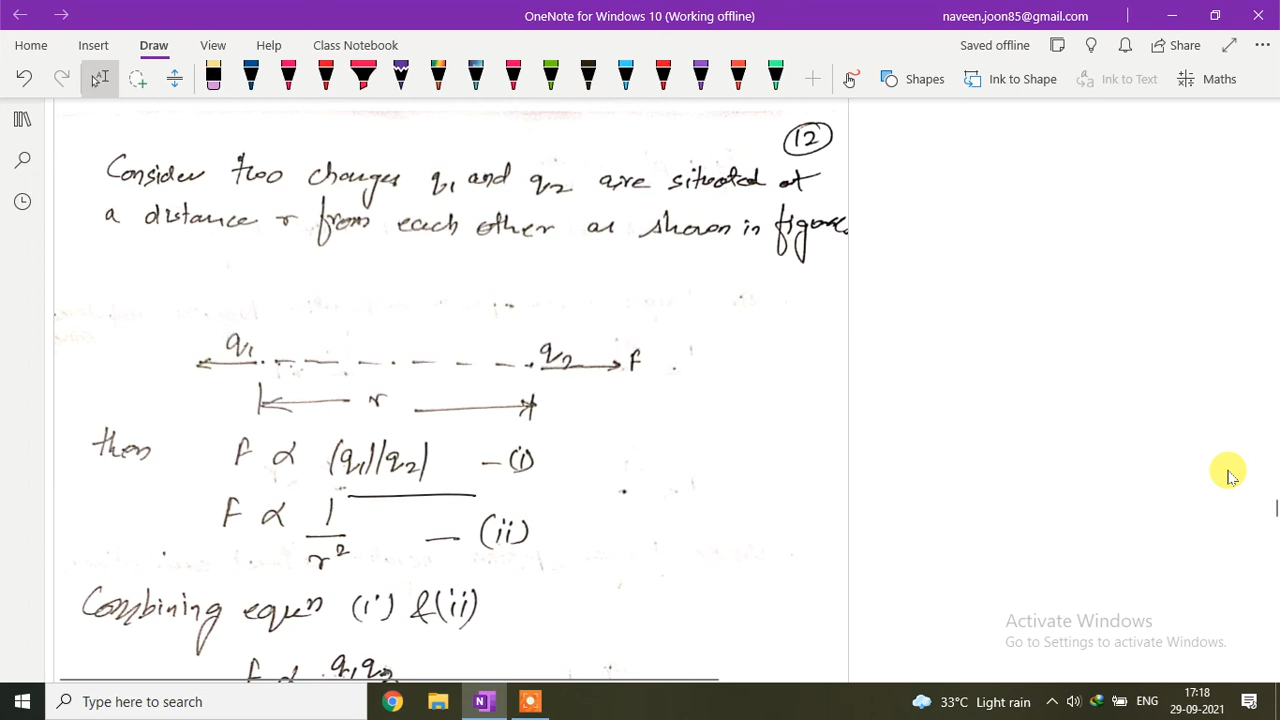 OneNote for Windows 10 (Working offline)
naveen.joon85@gmail.com
Home Insert Draw View Help Class Notebook
Saved offline
Share
Shapes
Ink to Shape
Ink to Text
Maths
12
Consider two charges q1 and q2 are situated at
a distance r from each other as shown in figure.
q1 q2 F
r
then F ∝ |q1||q2| - (i)
F ∝ 1/r² - (ii)
Combining equn (i) & (ii)
F ∝ q1q2
Activate Windows
Go to Settings to activate Windows.
Type here to search
33°C Light rain
ENG
17:18
29-09-2021